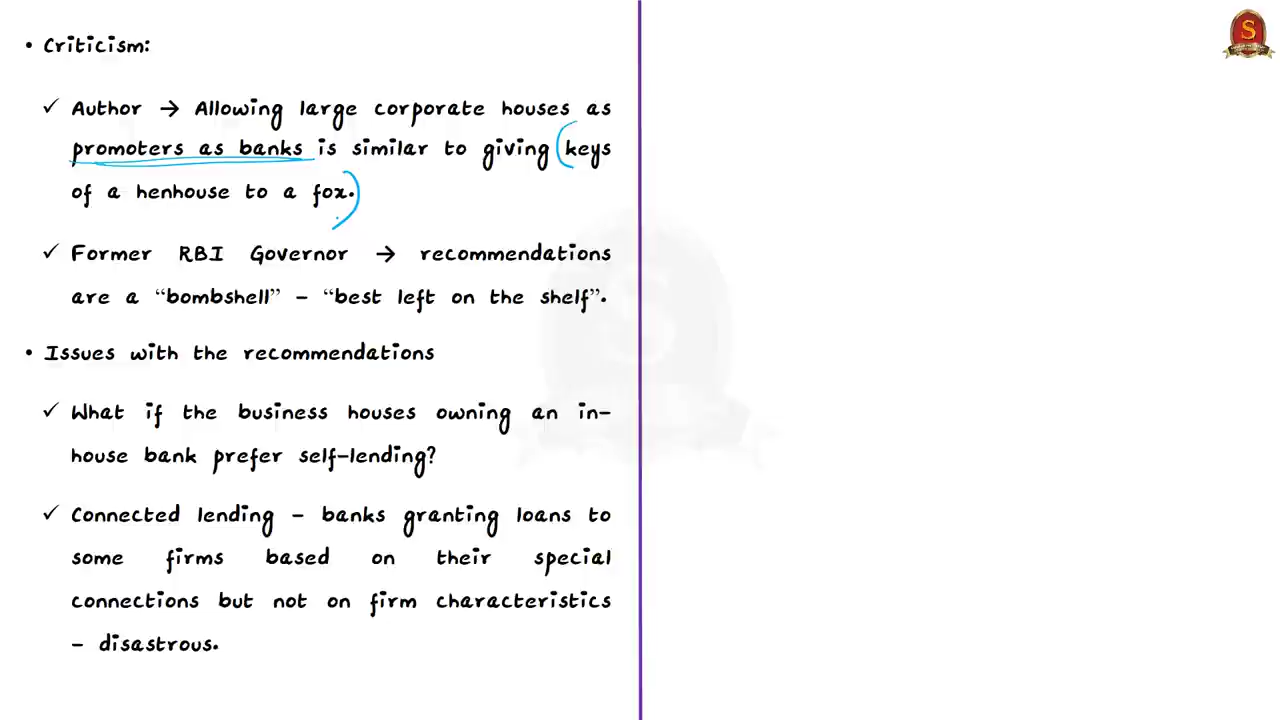 • Criticism:
✓ Author → Allowing large corporate houses as
promoters as banks is similar to giving (keys
of a henhouse to a fox.)
✓ Former RBI Governor → recommendations
are a “bombshell” – “best left on the shelf”.
• Issues with the recommendations
✓ What if the business houses owning an in-
house bank prefer self-lending?
✓ Connected lending – banks granting loans to
some firms based on their special
connections but not on firm characteristics
– disastrous.
S